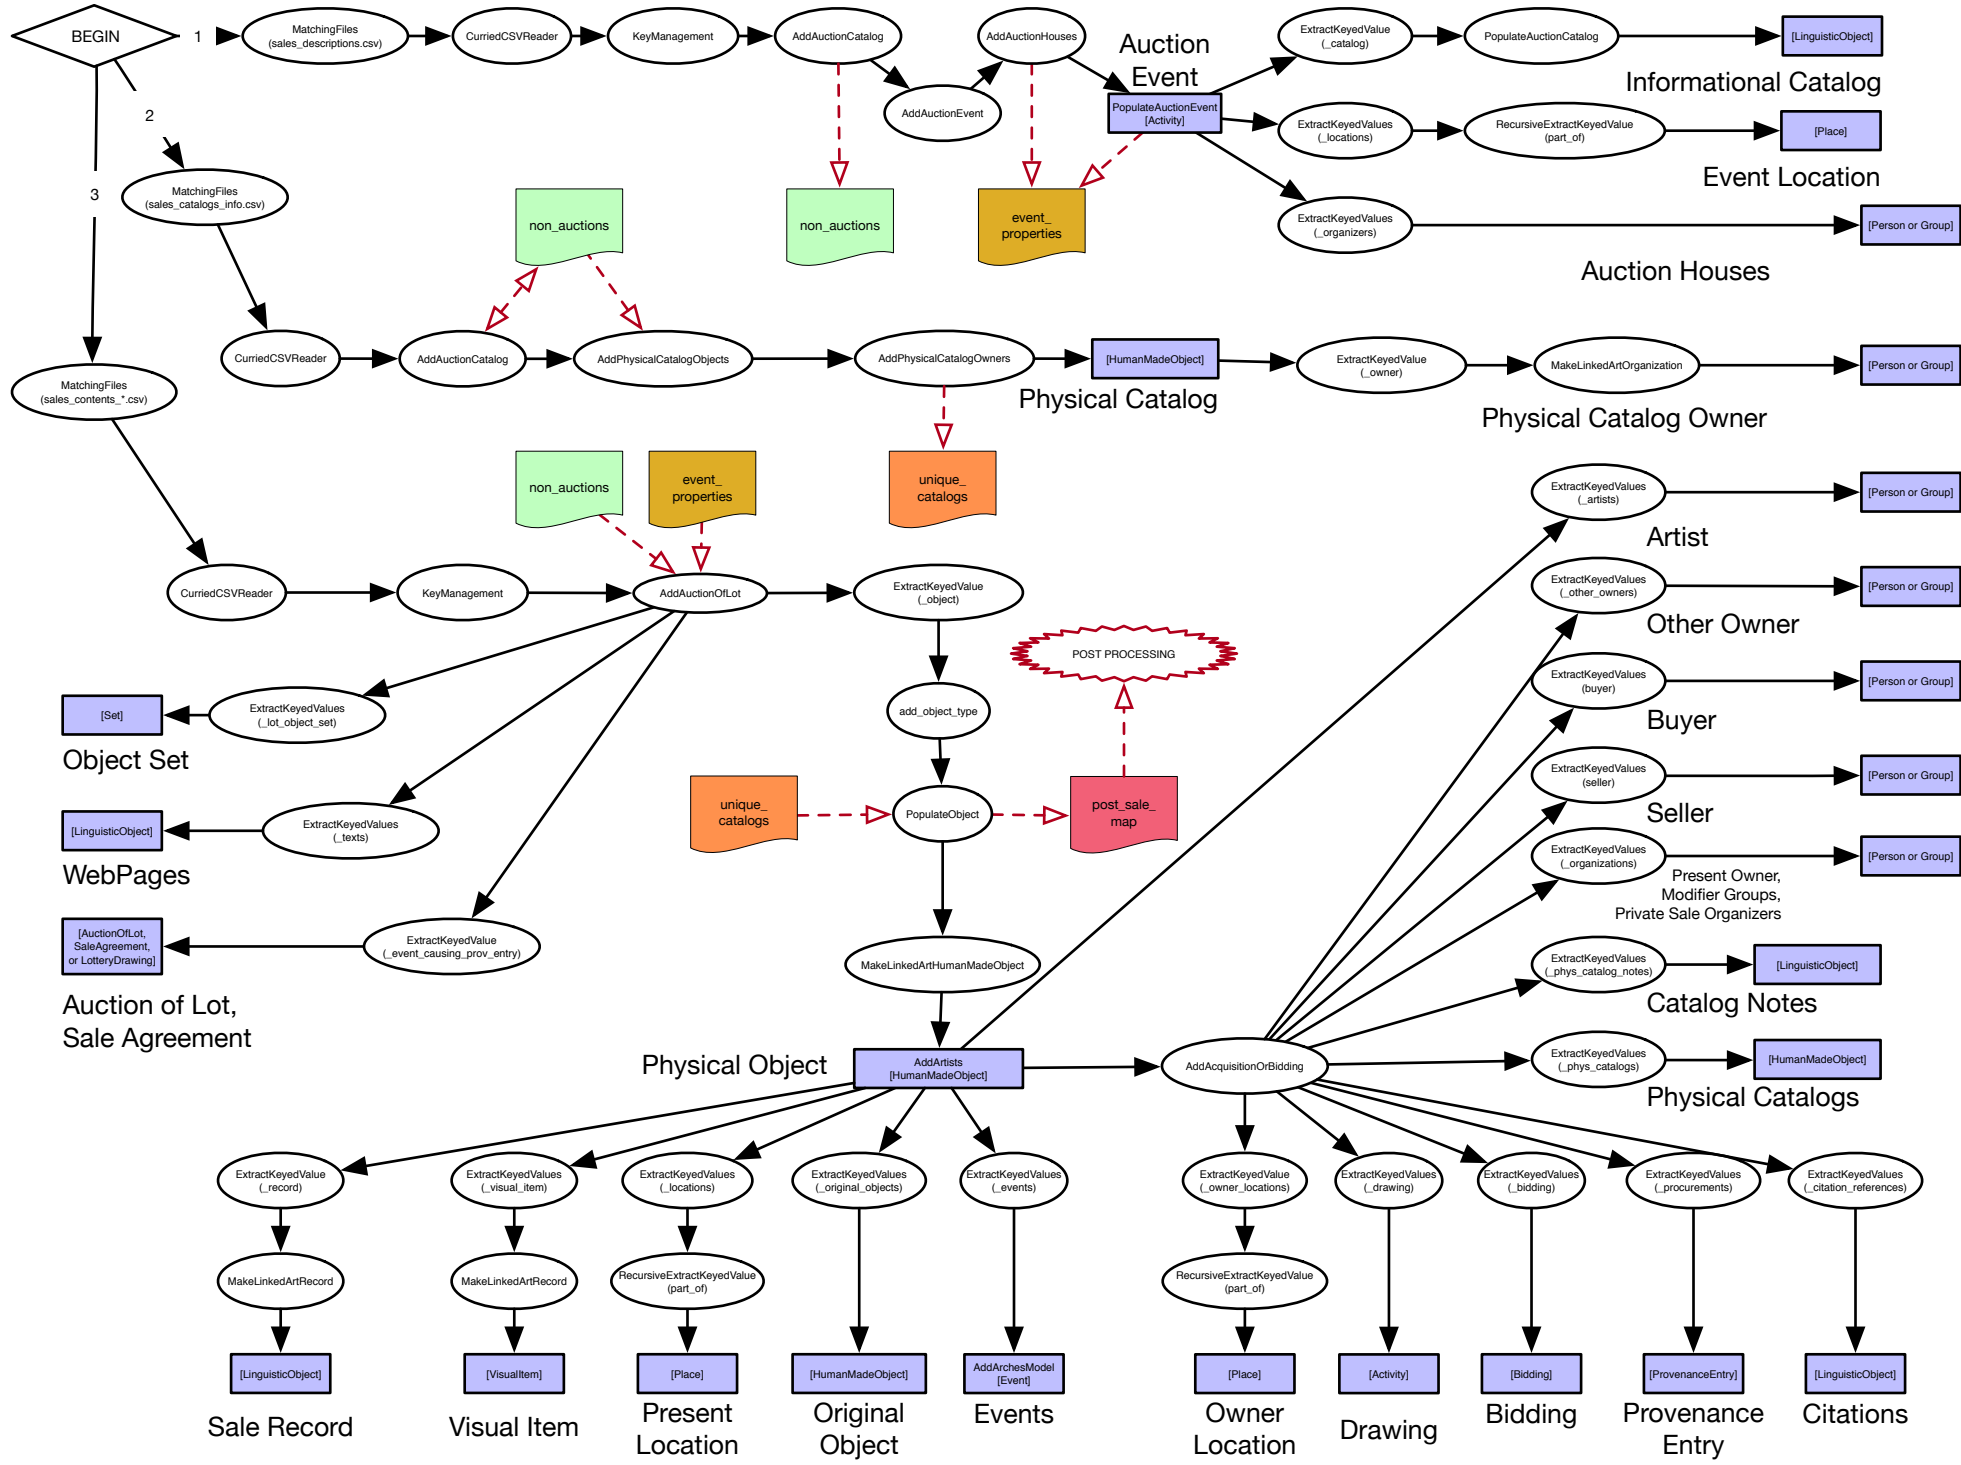 BEGIN
1
2
3
MatchingFiles
(sales_descriptions.csv)
CurriedCSVReader
KeyManagement
AddAuctionCatalog
AddAuctionEvent
AddAuctionHouses
Auction
Event
PopulateAuctionEvent
[Activity]
ExtractKeyedValue
(_catalog)
PopulateAuctionCatalog
[LinguisticObject]
Informational Catalog
ExtractKeyedValues
(_locations)
RecursiveExtractKeyedValue
(part_of)
[Place]
Event Location
ExtractKeyedValues
(_organizers)
[Person or Group]
Auction Houses
MatchingFiles
(sales_catalogs_info.csv)
non_auctions
non_auctions
event_
properties
CurriedCSVReader
AddAuctionCatalog
AddPhysicalCatalogObjects
AddPhysicalCatalogOwners
[HumanMadeObject]
Physical Catalog
ExtractKeyedValue
(_owner)
MakeLinkedArtOrganization
[Person or Group]
Physical Catalog Owner
MatchingFiles
(sales_contents_*.csv)
non_auctions
event_
properties
unique_
catalogs
CurriedCSVReader
KeyManagement
AddAuctionOfLot
ExtractKeyedValue
(_object)
POST PROCESSING
add_object_type
unique_
catalogs
PopulateObject
post_sale_
map
MakeLinkedArtHumanMadeObject
[Set]
ExtractKeyedValues
(_lot_object_set)
Object Set
[LinguisticObject]
ExtractKeyedValues
(_texts)
WebPages
[AuctionOfLot,
SaleAgreement,
or LotteryDrawing]
ExtractKeyedValue
(_event_causing_prov_entry)
Auction of Lot,
Sale Agreement
Physical Object
AddArtists
[HumanMadeObject]
AddAcquisitionOrBidding
ExtractKeyedValues
(_artists)
[Person or Group]
Artist
ExtractKeyedValues
(_other_owners)
[Person or Group]
Other Owner
ExtractKeyedValues
(buyer)
[Person or Group]
Buyer
ExtractKeyedValues
(seller)
[Person or Group]
Seller
ExtractKeyedValues
(_organizations)
[Person or Group]
Present Owner,
Modifier Groups,
Private Sale Organizers
ExtractKeyedValues
(_phys_catalog_notes)
[LinguisticObject]
Catalog Notes
ExtractKeyedValues
(_phys_catalogs)
[HumanMadeObject]
Physical Catalogs
ExtractKeyedValue
(_record)
MakeLinkedArtRecord
[LinguisticObject]
Sale Record
ExtractKeyedValues
(_visual_item)
MakeLinkedArtRecord
[VisualItem]
Visual Item
ExtractKeyedValues
(_locations)
RecursiveExtractKeyedValue
(part_of)
[Place]
Present
Location
ExtractKeyedValues
(_original_objects)
[HumanMadeObject]
Original
Object
ExtractKeyedValues
(_events)
AddArchesModel
[Event]
Events
ExtractKeyedValue
(_owner_locations)
RecursiveExtractKeyedValue
(part_of)
[Place]
Owner
Location
ExtractKeyedValues
(_drawing)
[Activity]
Drawing
ExtractKeyedValues
(_bidding)
[Bidding]
Bidding
ExtractKeyedValues
(_procurements)
[ProvenanceEntry]
Provenance
Entry
ExtractKeyedValues
(_citation_references)
[LinguisticObject]
Citations